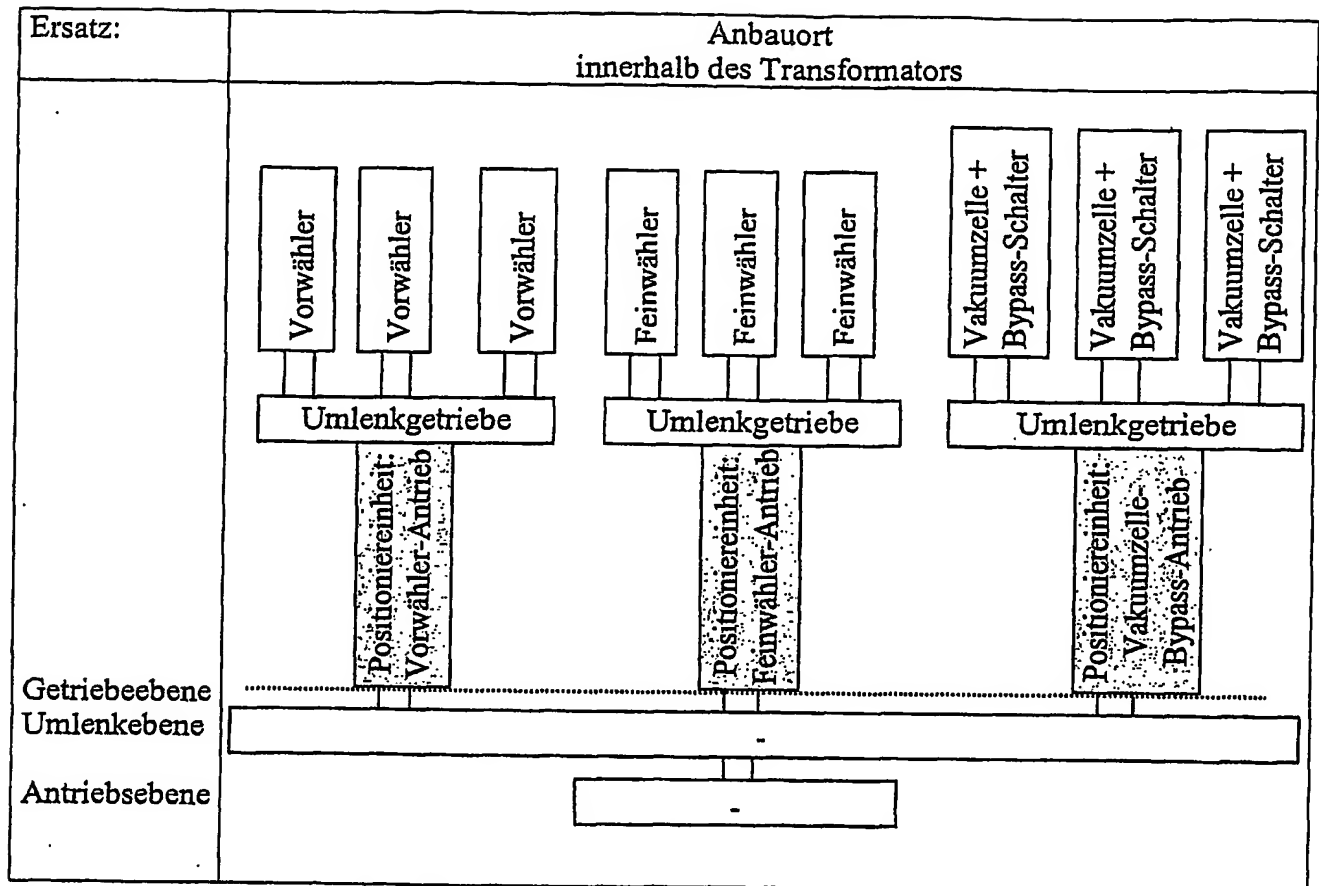 Ersatz:
Anbauort
innerhalb des Transformators
Vorwähler
Vorwähler
Vorwähler
Feinwähler
Feinwähler
Feinwähler
Vakuumzelle +
Bypass-Schalter
Vakuumzelle +
Bypass-Schalter
Vakuumzelle +
Bypass-Schalter
Umlenkgetriebe
Umlenkgetriebe
Umlenkgetriebe
Positioniereinheit:
Vorwähler-Antrieb
Positioniereinheit:
Feinwähler-Antrieb
Positioniereinheit:
Vakuumzelle-
Bypass-Antrieb
Getriebeebene
Umlenkebene
-
Antriebsebene
-